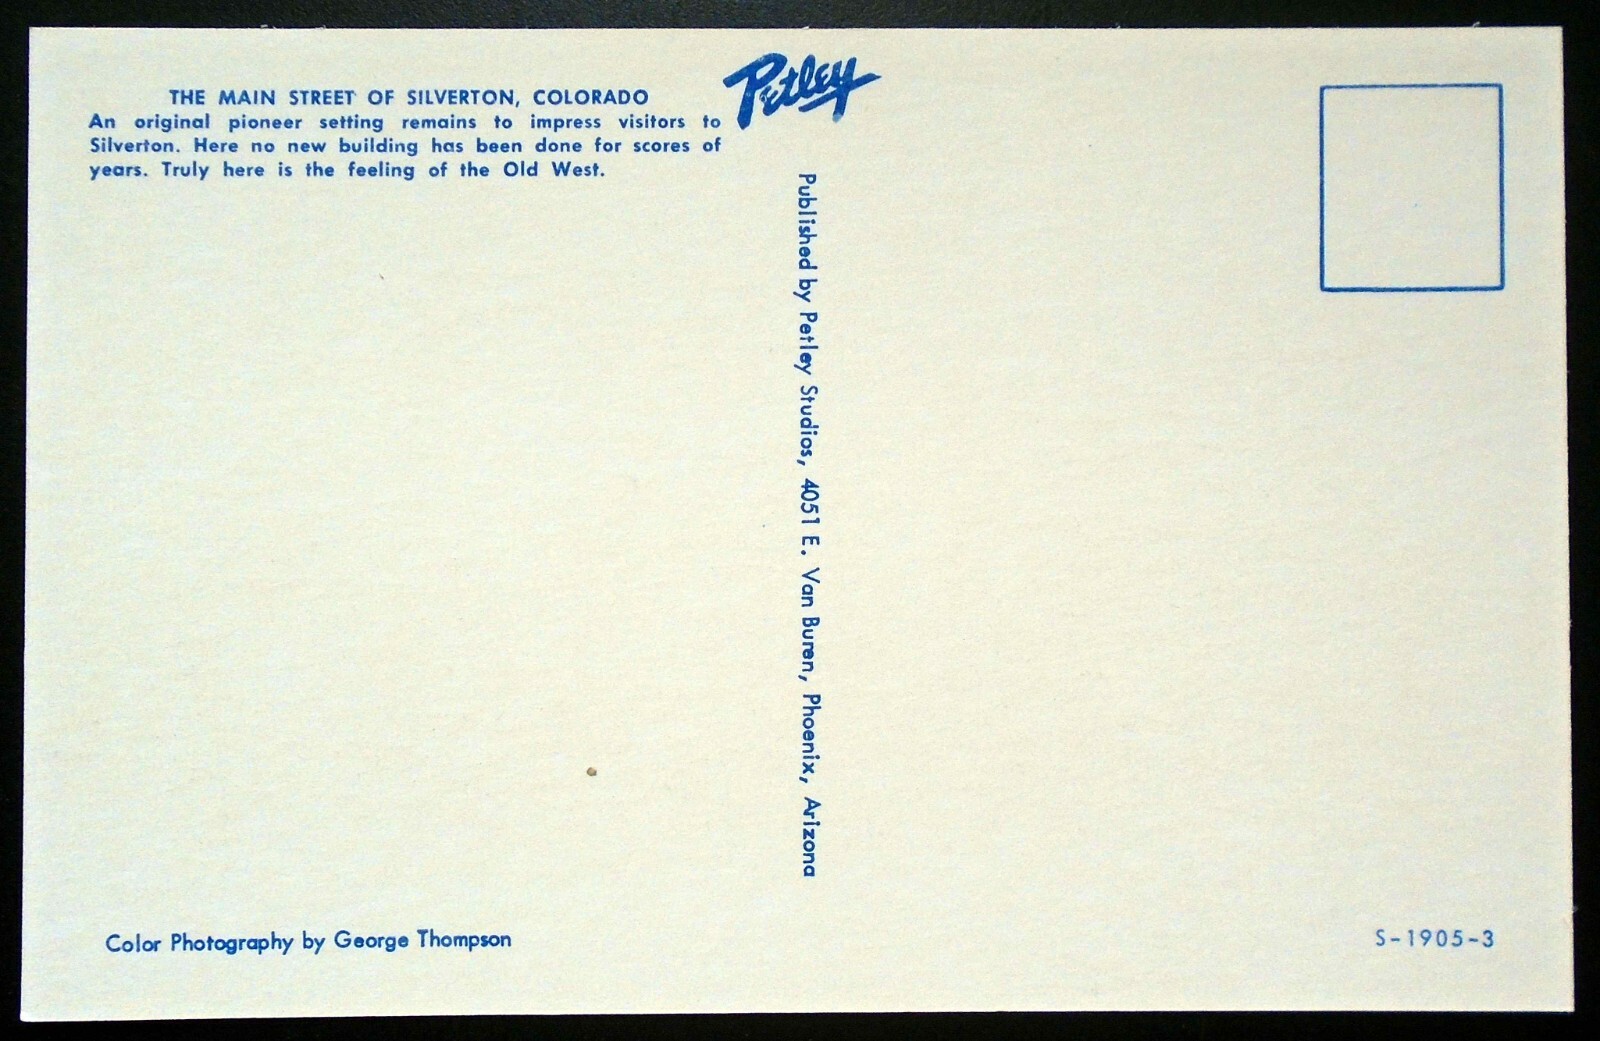 THE MAIN STREET OF SILVERTON, COLORADO
An original pioneer setting remains to impress visitors to
Silverton. Here no new building has been done for scores of
years. Truly here is the feeling of the Old West.
Petley
Published by Petley Studios, 4051 E. Van Buren, Phoenix, Arizona
Color Photography by George Thompson
S-1905-3